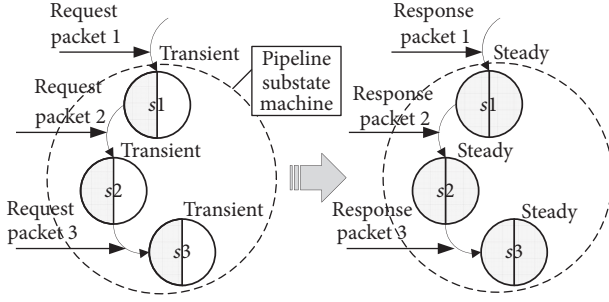 Request
packet 1
Transient
s1
Request
packet 2
Transient
s2
Request
packet 3
Transient
s3
Pipeline
substate
machine
Response
packet 1
Steady
s1
Response
packet 2
Steady
s2
Response
packet 3
Steady
s3